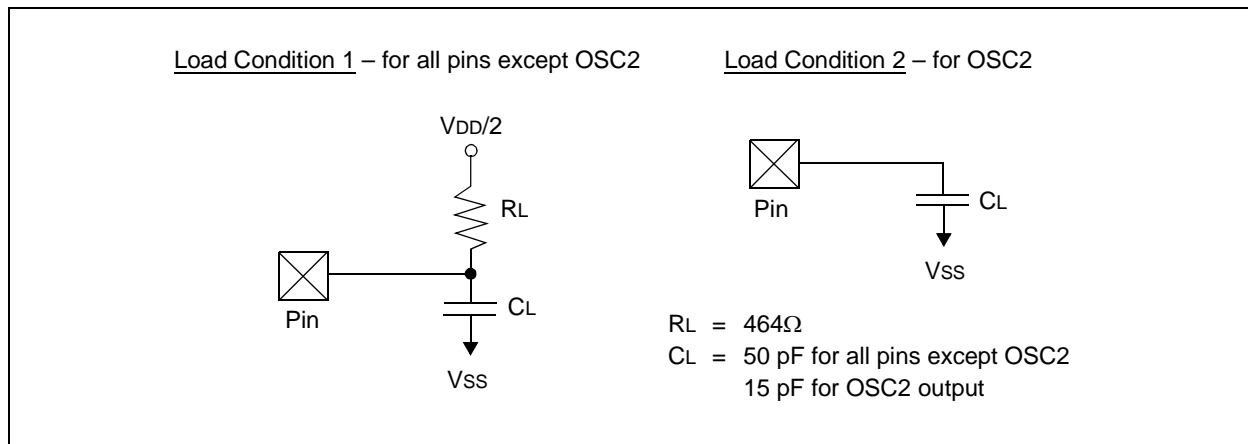 Load Condition 1 – for all pins except OSC2
VDD/2
RL
Pin
CL
VSS
Load Condition 2 – for OSC2
Pin
CL
VSS
RL = 464Ω
CL = 50 pF for all pins except OSC2
15 pF for OSC2 output